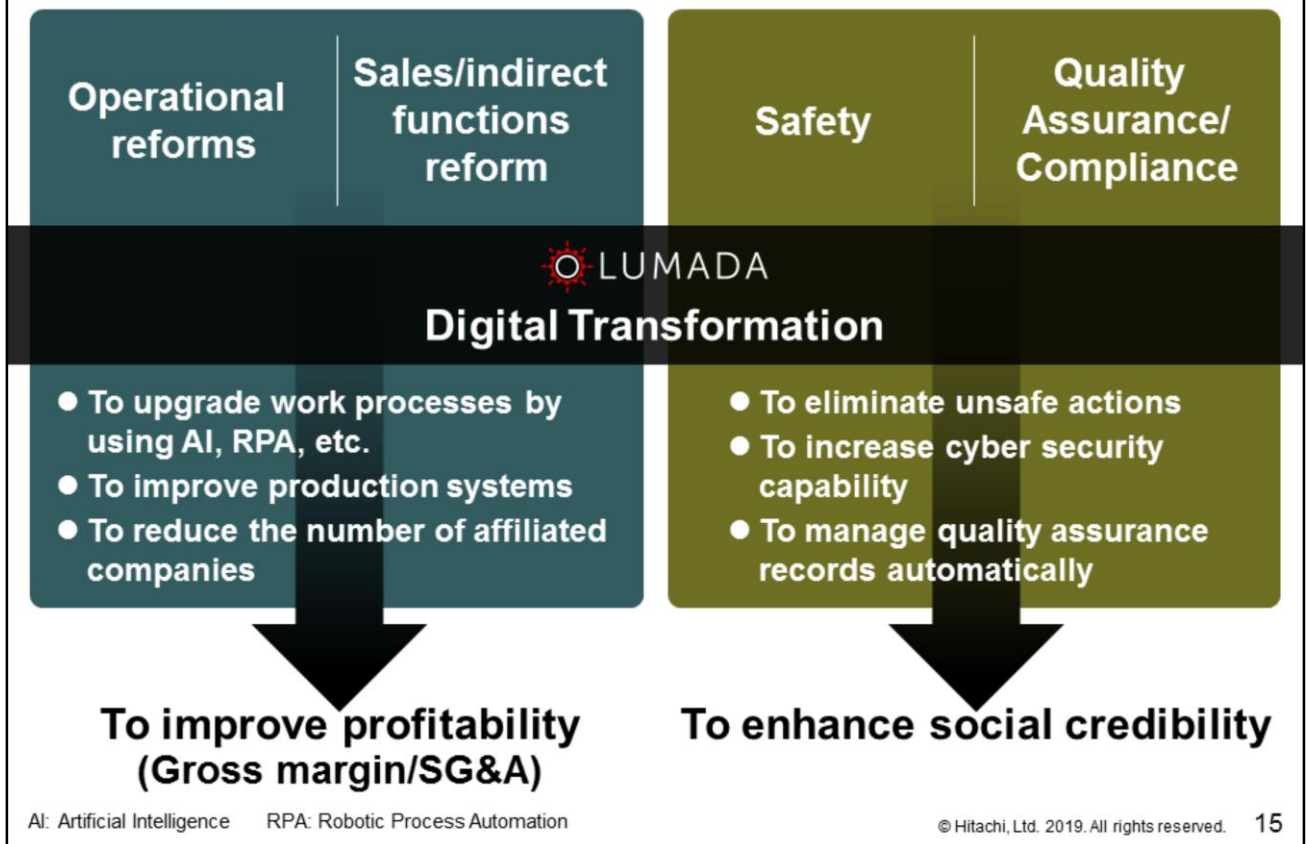 Operational
reforms
Sales/indirect
functions
reform
Safety
Quality
Assurance/
Compliance
LUMADA
Digital Transformation
● To upgrade work processes by
using AI, RPA, etc.
● To improve production systems
● To reduce the number of affiliated
companies
● To eliminate unsafe actions
● To increase cyber security
capability
● To manage quality assurance
records automatically
To improve profitability
(Gross margin/SG&A)
To enhance social credibility
AI: Artificial Intelligence RPA: Robotic Process Automation
© Hitachi, Ltd. 2019. All rights reserved. 15